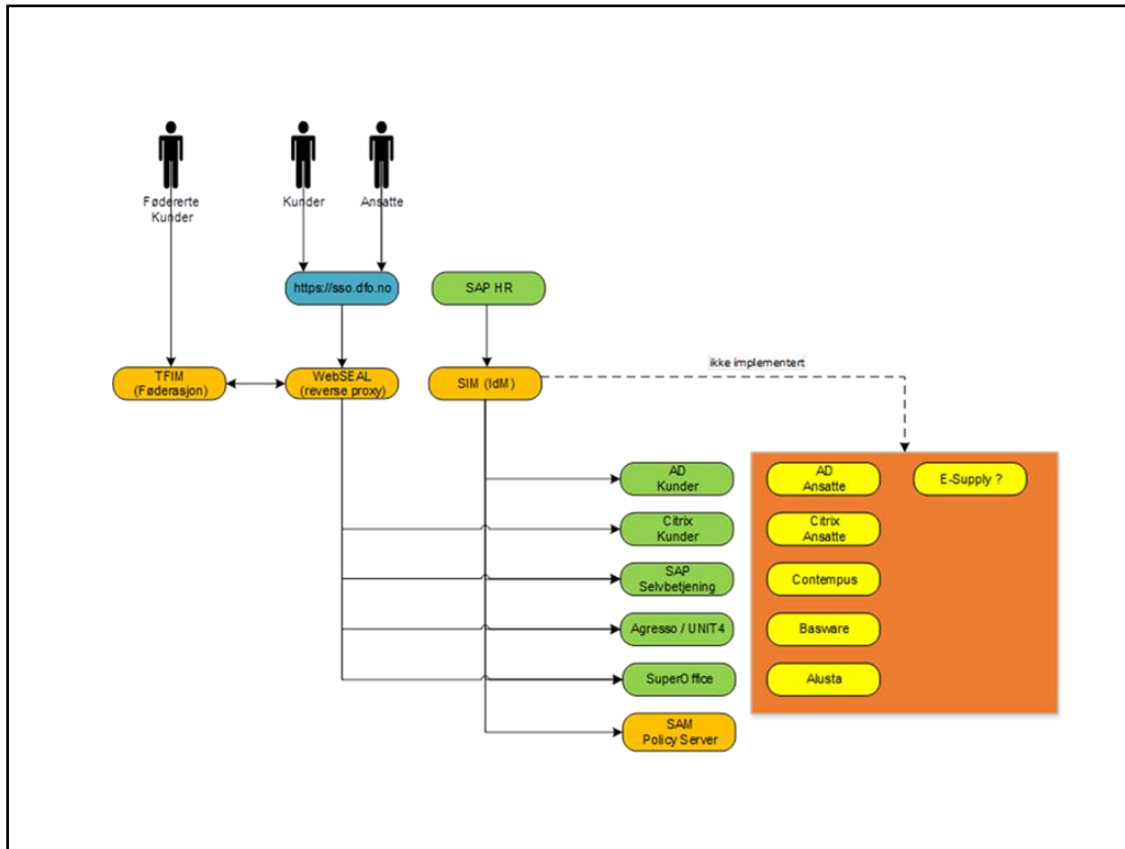 Fødererte
Kunder
Kunder
Ansatte
https://sso.dfo.no
SAP HR
ikke implementert
TFIM
(Føderasjon)
WebSEAL
(reverse proxy)
SIM (IdM)
AD
Kunder
AD
Ansatte
E-Supply ?
Citrix
Kunder
Citrix
Ansatte
SAP
Selvbetjening
Contempus
Agresso / UNIT4
Basware
SuperOffice
Alusta
SAM
Policy Server